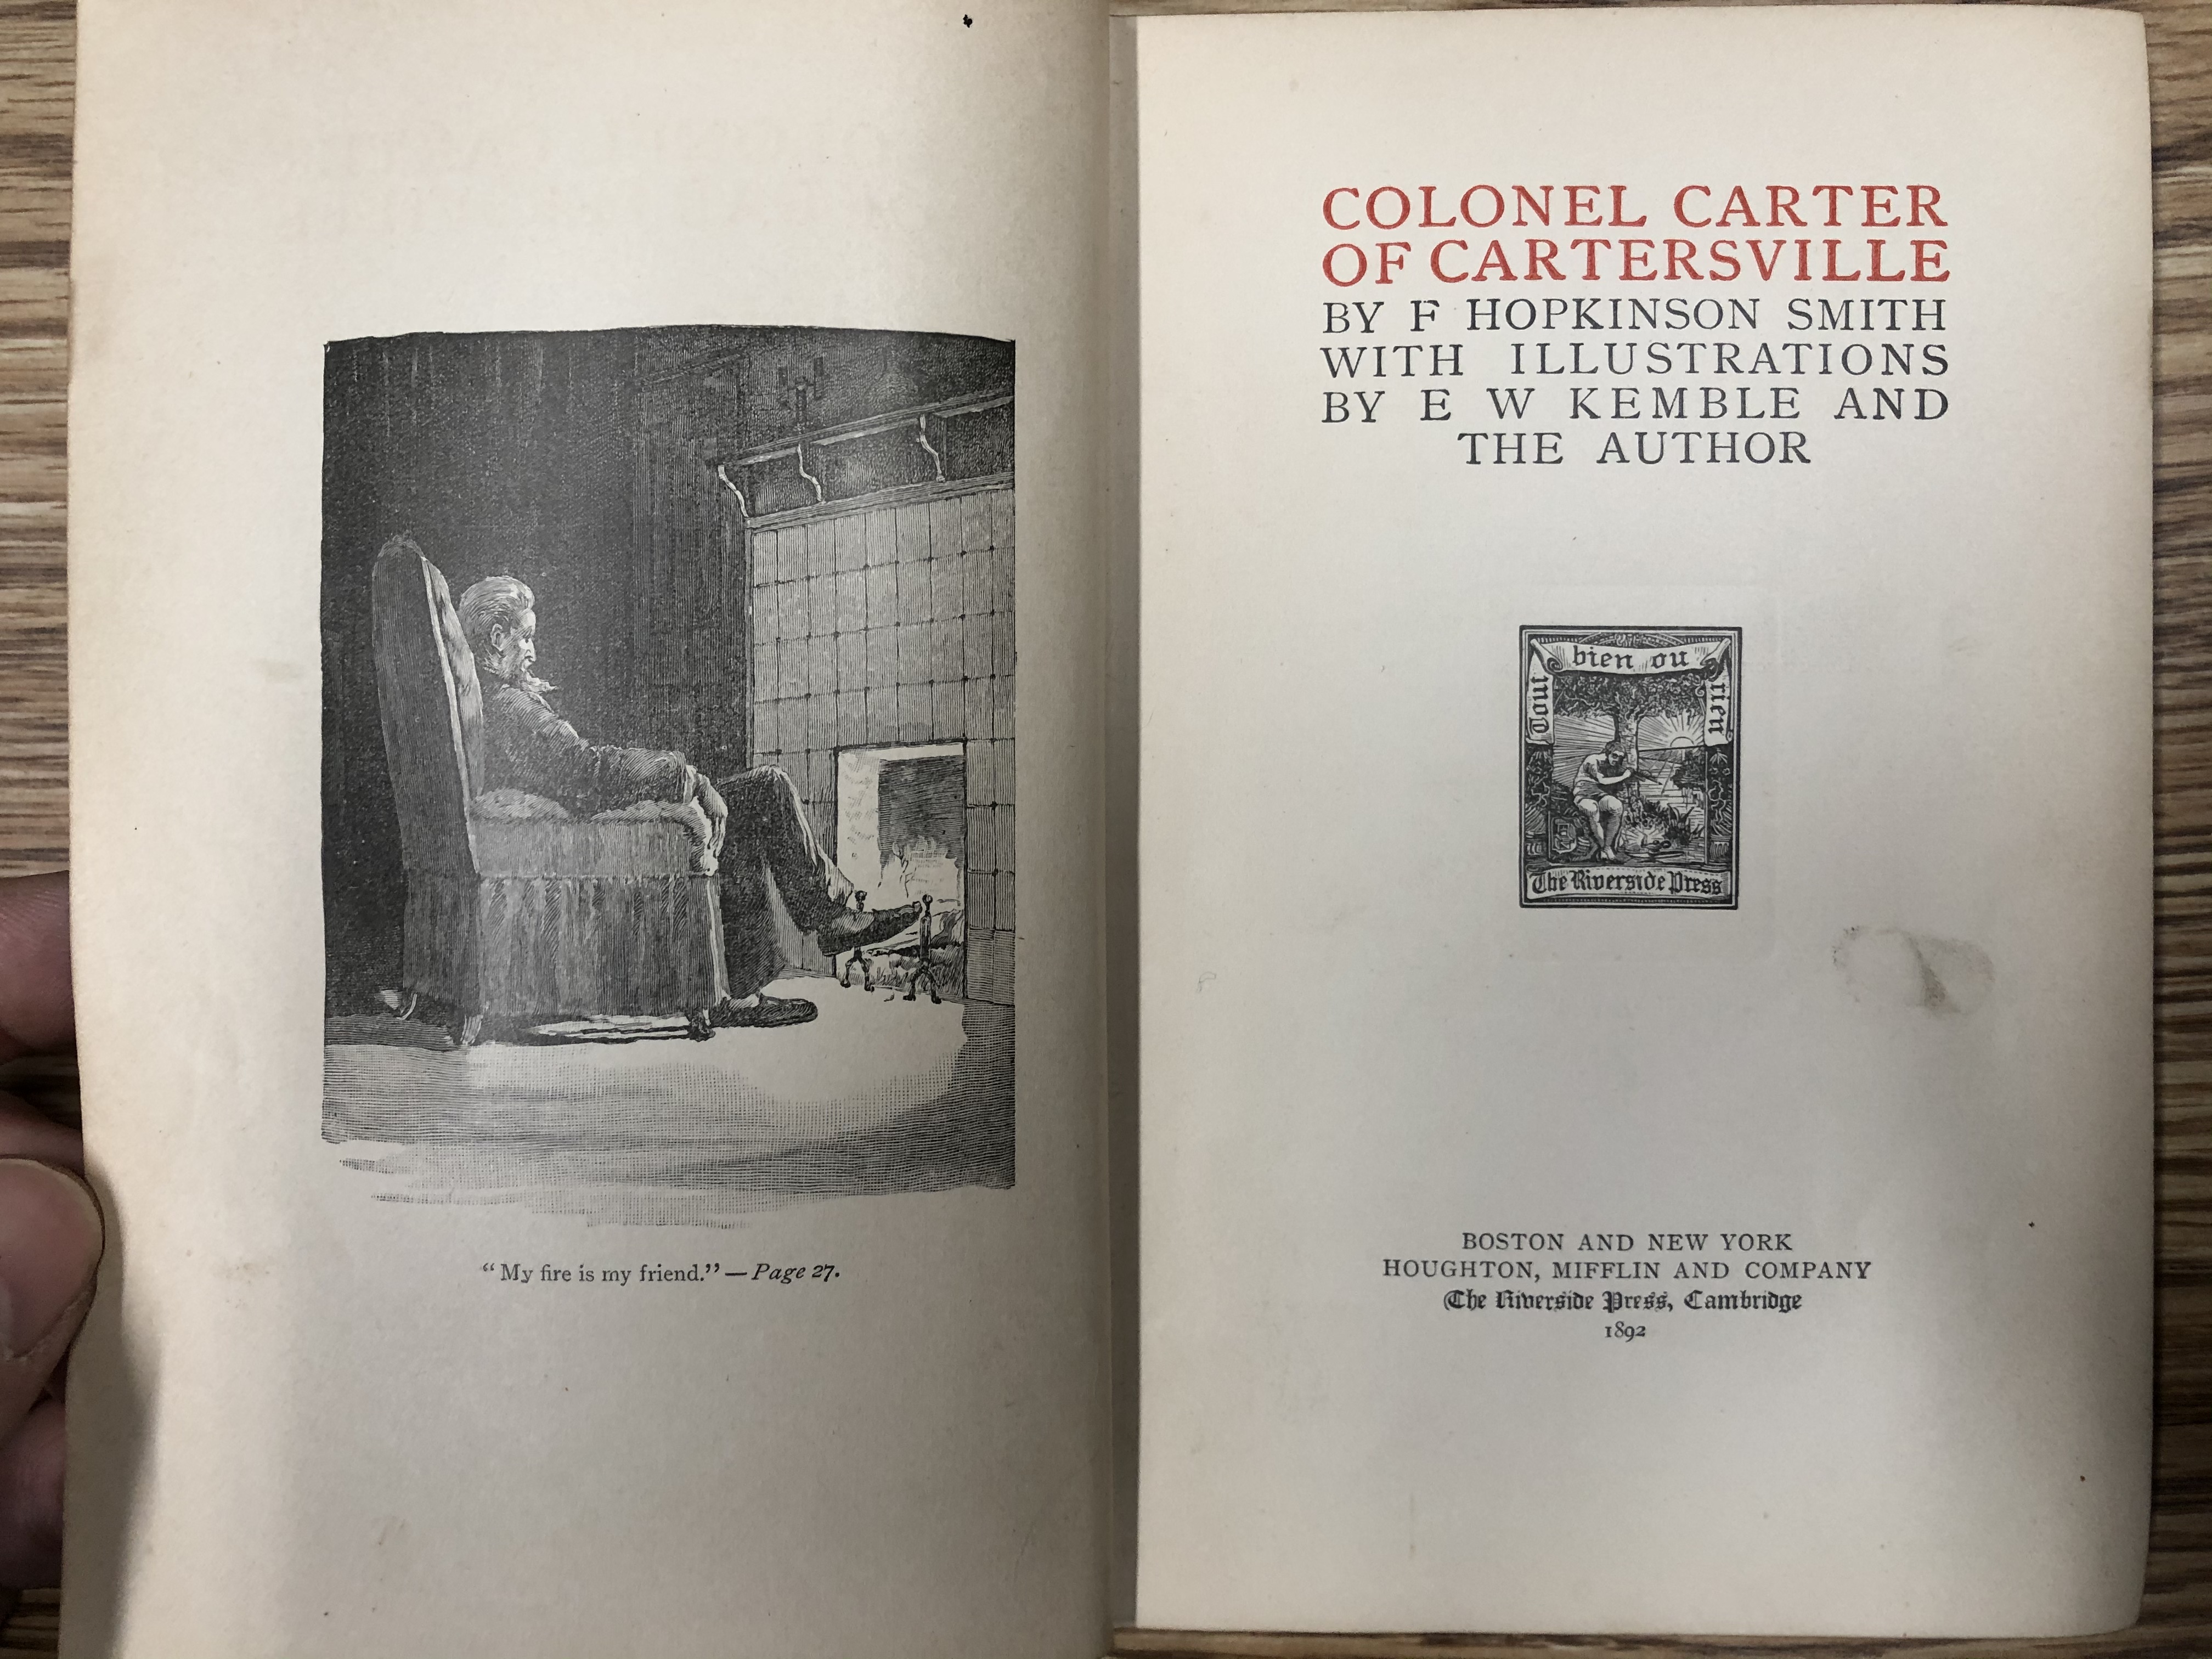 "My fire is my friend." — Page 27.
COLONEL CARTER
OF CARTERSVILLE
BY F HOPKINSON SMITH
WITH ILLUSTRATIONS
BY E W KEMBLE AND
THE AUTHOR
Tout bien ou rien
The Riverside Press
BOSTON AND NEW YORK
HOUGHTON, MIFFLIN AND COMPANY
The Riverside Press, Cambridge
1892